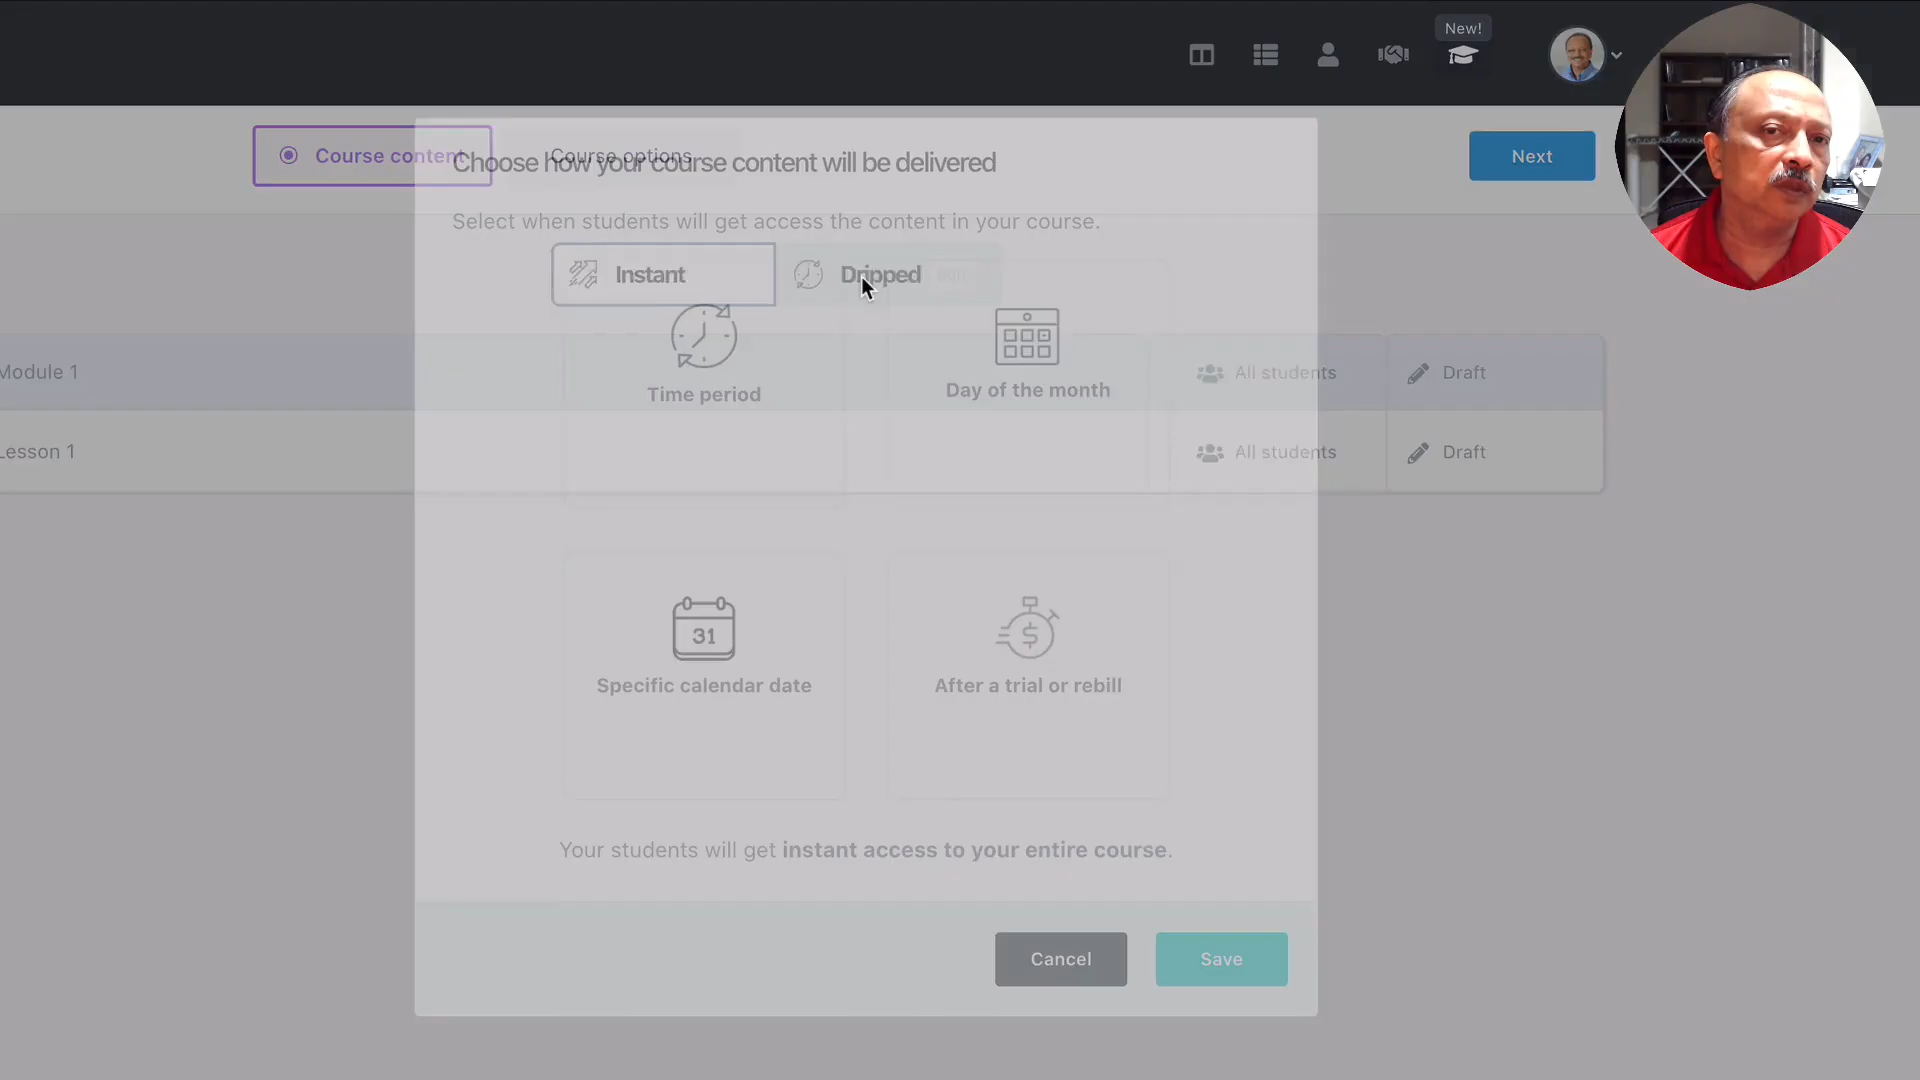 New!
Course content
Course options
Next
Choose how your course content will be delivered
Select when students will get access the content in your course.
Instant
Dripped
Module 1
Time period
Day of the month
All students
Draft
Lesson 1
All students
Draft
31
Specific calendar date
$
After a trial or rebill
Your students will get instant access to your entire course.
Cancel
Save